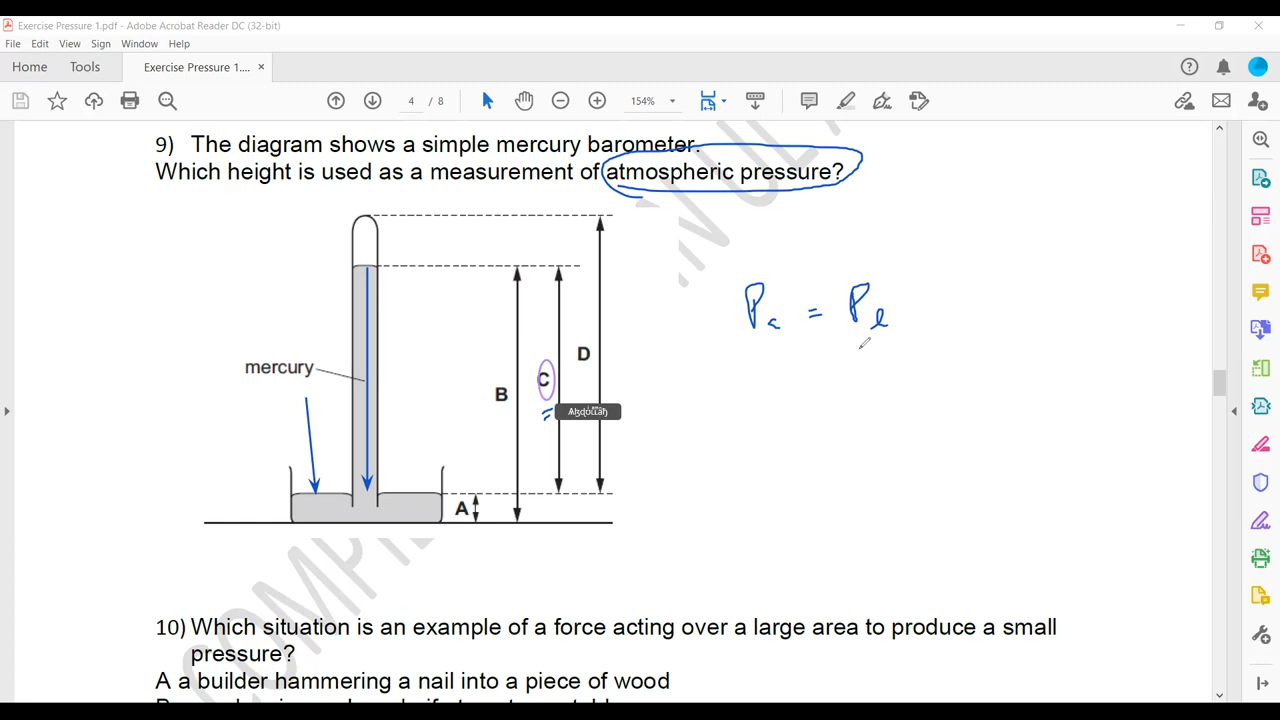 Exercise Pressure 1.pdf - Adobe Acrobat Reader DC (32-bit)
File Edit View Sign Window Help
Home Tools Exercise Pressure 1.... ×
4 / 8 154%
9) The diagram shows a simple mercury barometer.
Which height is used as a measurement of atmospheric pressure?
mercury
A
B
C
D
=
Pa = Pl
10) Which situation is an example of a force acting over a large area to produce a small
pressure?
A a builder hammering a nail into a piece of wood